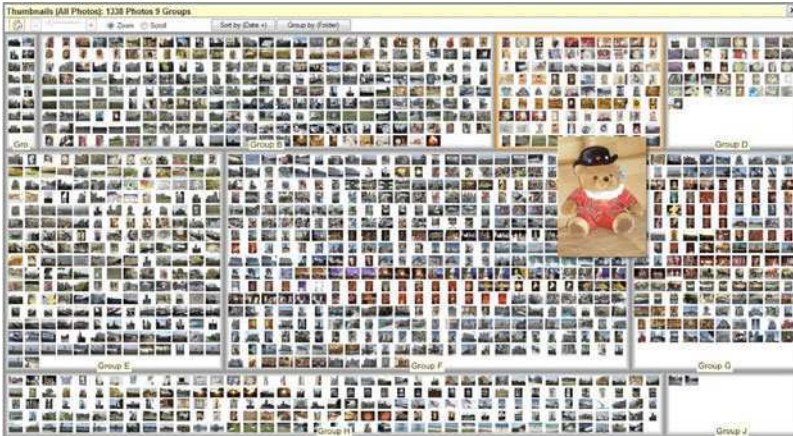 Thumbnails (All Photos): 1338 Photos 9 Groups
Zoom Scroll Sort by (Date +) Group by (Folder)
Gro Group B Group D
Group E Group F Group G
Group H Group J